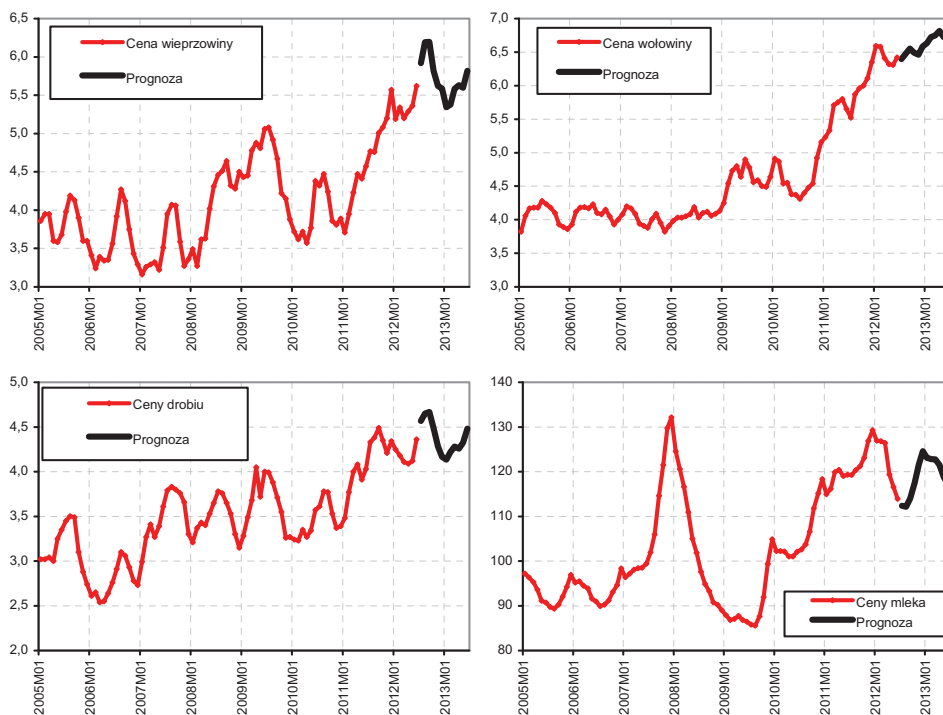 6,5
6,0
5,5
5,0
4,5
4,0
3,5
3,0
Cena wieprzowiny
Prognoza
2005M01
2006M01
2007M01
2008M01
2009M01
2010M01
2011M01
2012M01
2013M01
7,0
6,5
6,0
5,5
5,0
4,5
4,0
3,5
3,0
Cena wołowiny
Prognoza
2005M01
2006M01
2007M01
2008M01
2009M01
2010M01
2011M01
2012M01
2013M01
5,0
4,5
4,0
3,5
3,0
2,5
2,0
Ceny drobiu
Prognoza
2005M01
2006M01
2007M01
2008M01
2009M01
2010M01
2011M01
2012M01
2013M01
140
130
120
110
100
90
80
Ceny mleka
Prognoza
2005M01
2006M01
2007M01
2008M01
2009M01
2010M01
2011M01
2012M01
2013M01